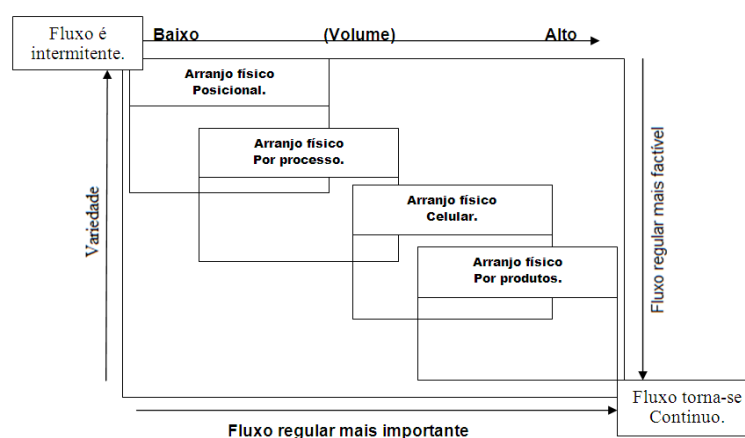 Fluxo é
intermitente.
Baixo (Volume) Alto
Arranjo físico
Posicional.
Arranjo físico
Por processo.
Arranjo físico
Celular.
Arranjo físico
Por produtos.
Variedade
Fluxo regular mais factível
Fluxo torna-se
Continuo.
Fluxo regular mais importante